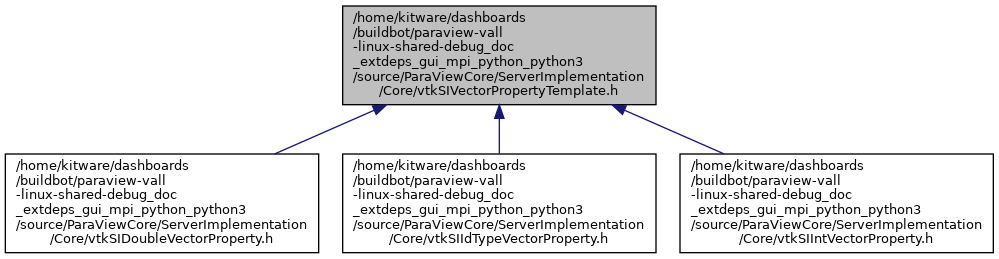 /home/kitware/dashboards
/buildbot/paraview-vall
-linux-shared-debug_doc
_extdeps_gui_mpi_python_python3
/source/ParaViewCore/ServerImplementation
/Core/vtkSIVectorPropertyTemplate.h
/home/kitware/dashboards
/buildbot/paraview-vall
-linux-shared-debug_doc
_extdeps_gui_mpi_python_python3
/source/ParaViewCore/ServerImplementation
/Core/vtkSIDoubleVectorProperty.h
/home/kitware/dashboards
/buildbot/paraview-vall
-linux-shared-debug_doc
_extdeps_gui_mpi_python_python3
/source/ParaViewCore/ServerImplementation
/Core/vtkSIIdTypeVectorProperty.h
/home/kitware/dashboards
/buildbot/paraview-vall
-linux-shared-debug_doc
_extdeps_gui_mpi_python_python3
/source/ParaViewCore/ServerImplementation
/Core/vtkSIIntVectorProperty.h